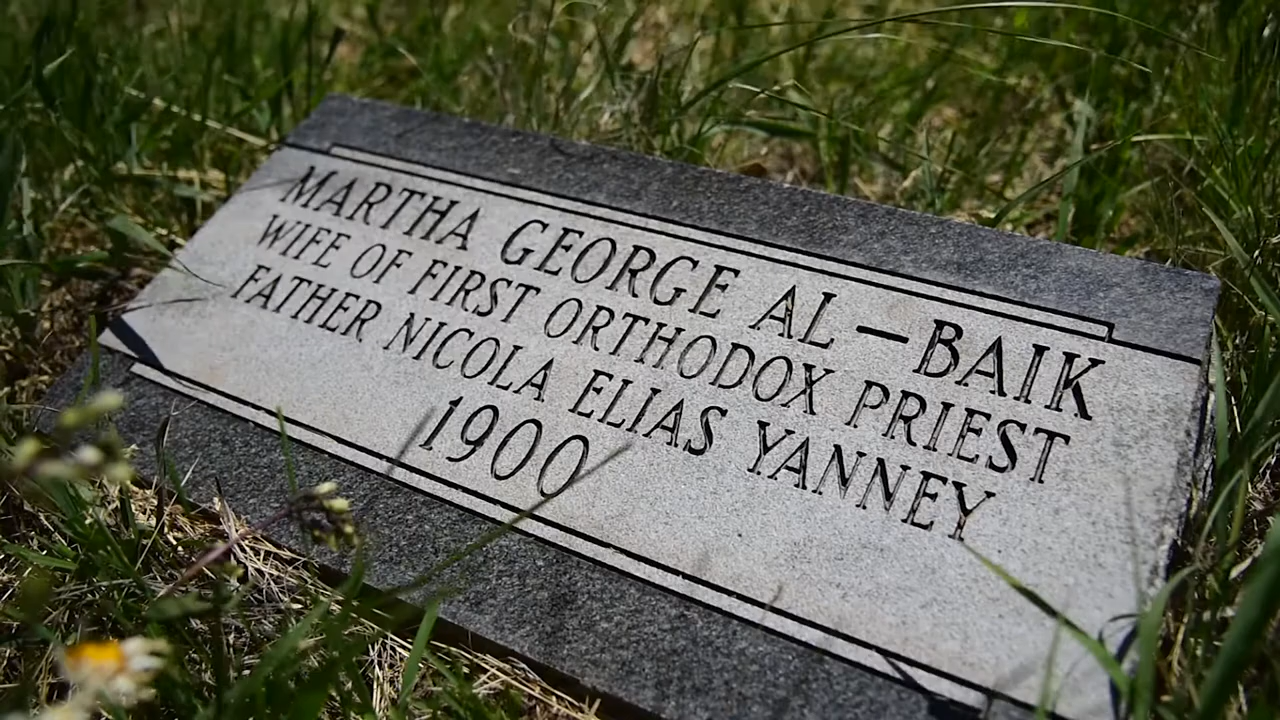 MARTHA GEORGE AL-BAIK
WIFE OF FIRST ORTHODOX PRIEST
FATHER NICOLA ELIAS YANNEY
1900